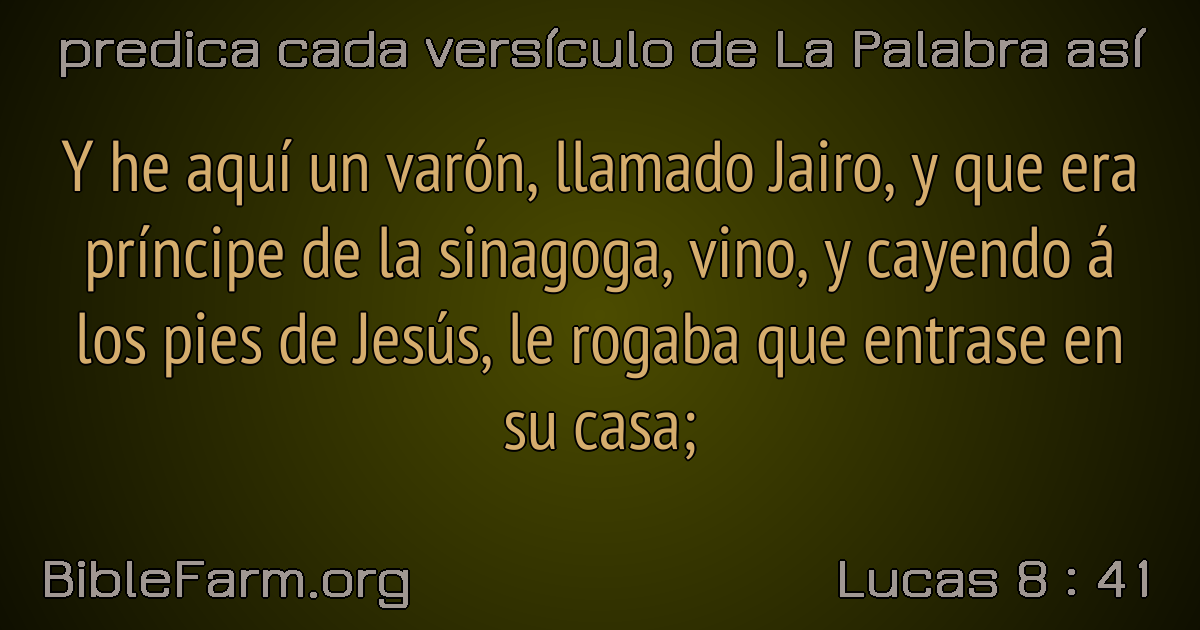 predica cada versículo de La Palabra así
Y he aquí un varón, llamado Jairo, y que era
príncipe de la sinagoga, vino, y cayendo á
los pies de Jesús, le rogaba que entrase en
su casa;
BibleFarm.org
Lucas 8 : 41